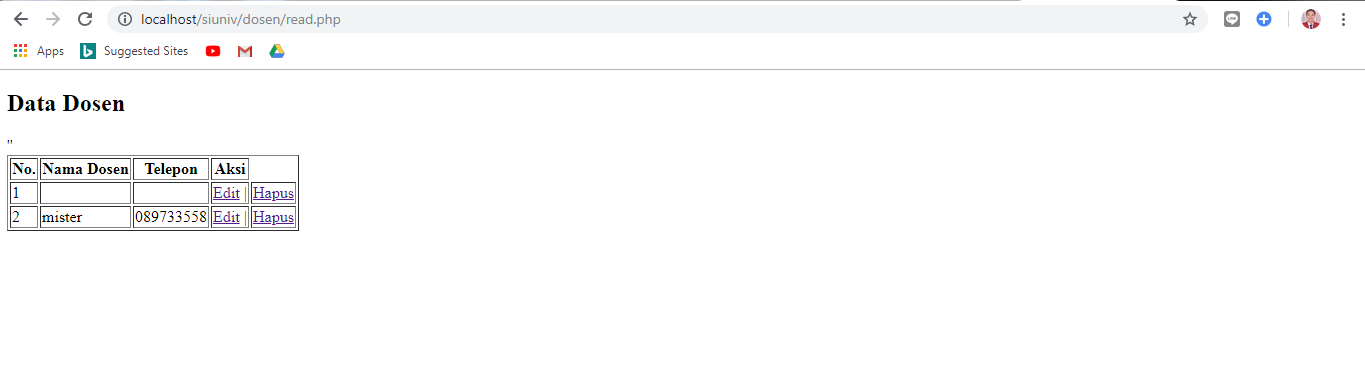 localhost/siuniv/dosen/read.php
Apps Suggested Sites
Data Dosen
"
No. Nama Dosen Telepon Aksi
1 Edit | Hapus
2 mister 089733558 Edit | Hapus